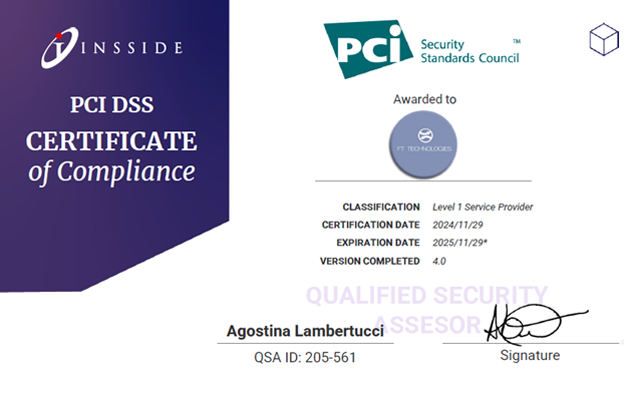 INSSIDE
PCI DSS
CERTIFICATE
of Compliance
PCI Security
Standards Council
TM
Awarded to
FT TECHNOLOGIES
CLASSIFICATION Level 1 Service Provider
CERTIFICATION DATE 2024/11/29
EXPIRATION DATE 2025/11/29*
VERSION COMPLETED 4.0
QUALIFIED SECURITY
ASSESOR
Agostina Lambertucci
QSA ID: 205-561
Signature